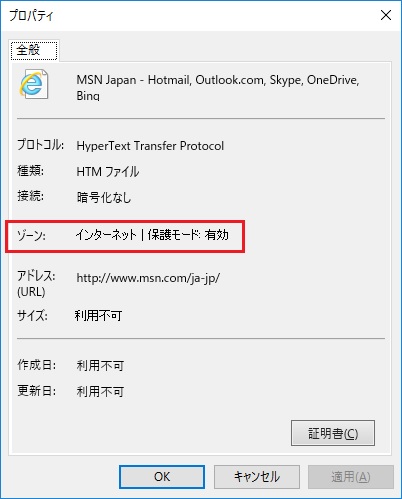 プロパティ
全般
MSN Japan - Hotmail, Outlook.com, Skype, OneDrive,
Bing
プロトコル: HyperText Transfer Protocol
種類: HTM ファイル
接続: 暗号化なし
ゾーン: インターネット | 保護モード: 有効
アドレス: http://www.msn.com/ja-jp/
(URL)
サイズ: 利用不可
作成日: 利用不可
更新日: 利用不可
証明書(C)
OK キャンセル 適用(A)